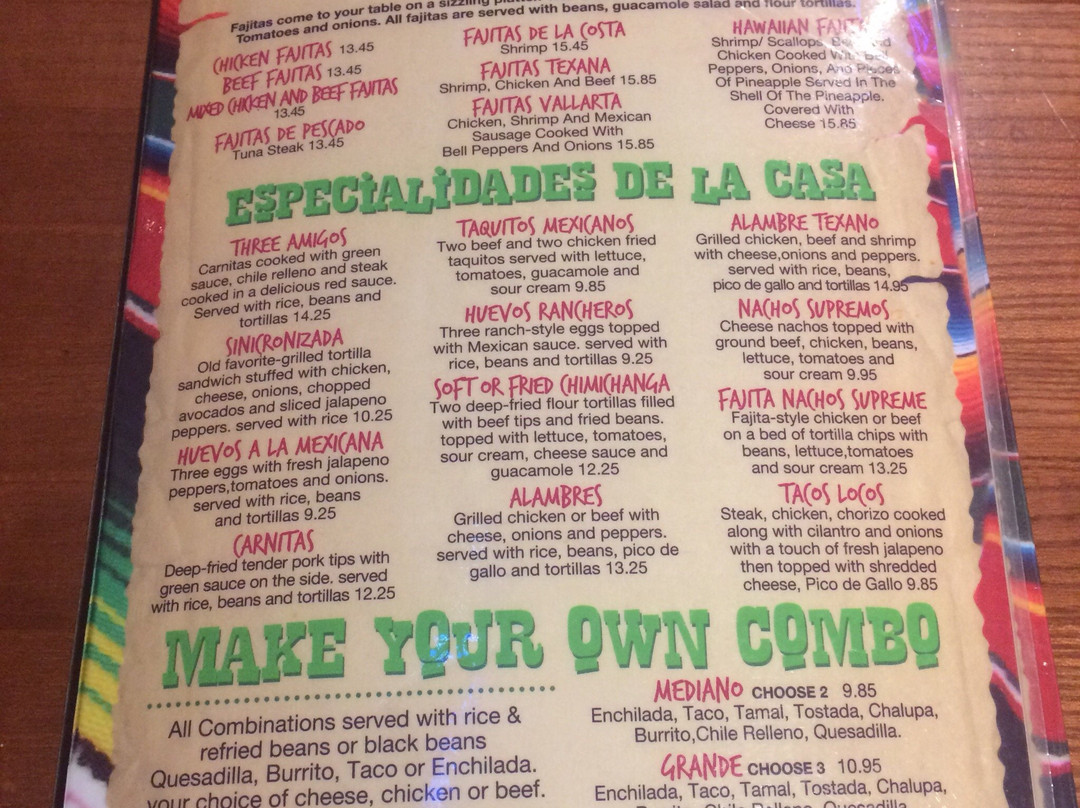 Fajitas come to your table on a sizzling
Tomatoes and onions. All fajitas are served with beans, guacamole salad and flour tortillas.
CHICKEN FAJITAS 13.45
BEEF FAJITAS 13.45
MIXED CHICKEN AND BEEF FAJITAS
13.45
FAJITAS DE PESCADO
Tuna Steak 13.45
FAJITAS DE LA COSTA
Shrimp 15.45
FAJITAS TEXANA
Shrimp, Chicken And Beef 15.85
FAJITAS VALLARTA
Chicken, Shrimp And Mexican
Sausage Cooked With
Bell Peppers And Onions 15.85
HAWAIIAN
Shrimp/ Scallops,
Chicken Cooked With Bell
Peppers, Onions, And Pieces
Of Pineapple Served In The
Shell Of The Pineapple.
Covered With
Cheese 15.85
ESPECIALIDADES DE LA CASA
THREE AMIGOS
Carnitas cooked with green
sauce, chile relleno and steak
cooked in a delicious red sauce.
Served with rice, beans and
tortillas 14.25
SINICRONIZADA
Old favorite-grilled tortilla
sandwich stuffed with chicken,
cheese, onions, chopped
avocados and sliced jalapeno
peppers. served with rice 10.25
HUEVOS A LA MEXICANA
Three eggs with fresh jalapeno
peppers,tomatoes and onions.
served with rice, beans
and tortillas 9.25
CARNITAS
Deep-fried tender pork tips with
green sauce on the side. served
with rice, beans and tortillas 12.25
TAQUITOS MEXICANOS
Two beef and two chicken fried
taquitos served with lettuce,
tomatoes, guacamole and
sour cream 9.85
HUEVOS RANCHEROS
Three ranch-style eggs topped
with Mexican sauce. served with
rice, beans and tortillas 9.25
SOFT OR FRIED CHIMICHANGA
Two deep-fried flour tortillas filled
with beef tips and fried beans.
topped with lettuce, tomatoes,
sour cream, cheese sauce and
guacamole 12.25
ALAMBRES
Grilled chicken or beef with
cheese, onions and peppers.
served with rice, beans, pico de
gallo and tortillas 13.25
ALAMBRE TEXANO
Grilled chicken, beef and shrimp
with cheese,onions and peppers.
served with rice, beans,
pico de gallo and tortillas 14.95
NACHOS SUPREMOS
Cheese nachos topped with
ground beef, chicken, beans,
lettuce, tomatoes and
sour cream 9.95
FAJITA NACHOS SUPREME
Fajita-style chicken or beef
on a bed of tortilla chips with
beans, lettuce,tomatoes
and sour cream 13.25
TACOS LOCOS
Steak, chicken, chorizo cooked
along with cilantro and onions
with a touch of fresh jalapeno
then topped with shredded
cheese, Pico de Gallo 9.85
MAKE YOUR OWN COMBO
All Combinations served with rice &
refried beans or black beans
Quesadilla, Burrito, Taco or Enchilada.
your choice of cheese, chicken or beef.
MEDIANO CHOOSE 2 9.85
Enchilada, Taco, Tamal, Tostada, Chalupa,
Burrito,Chile Relleno, Quesadilla.
GRANDE CHOOSE 3 10.95
Enchilada, Taco, Tamal, Tostada, Chalupa,
Burrito, Chile Relleno, Quesadilla